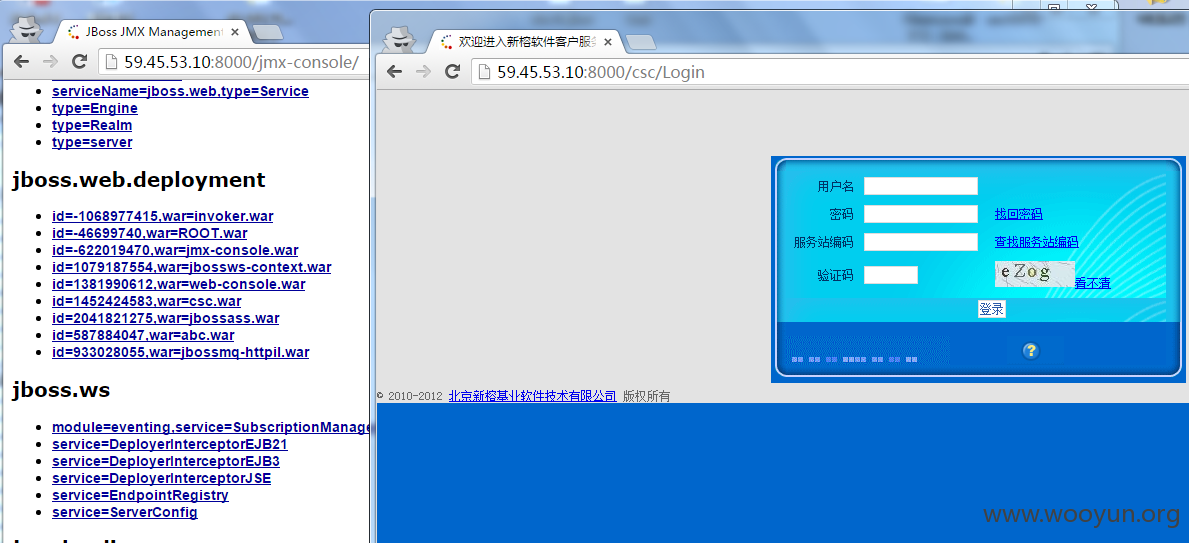 JBoss JMX Management
59.45.53.10:8000/jmx-console/
serviceName=jboss.web,type=Service
type=Engine
type=Realm
type=server
jboss.web.deployment
id=-1068977415,war=invoker.war
id=-46699740,war=ROOT.war
id=-622019470,war=jmx-console.war
id=1079187554,war=jbossws-context.war
id=1381990612,war=web-console.war
id=1452424583,war=csc.war
id=2041821275,war=jbossass.war
id=587884047,war=abc.war
id=933028055,war=jbossmq-httpil.war
jboss.ws
module=eventing,service=SubscriptionManage
service=DeployerInterceptorEJB21
service=DeployerInterceptorEJB3
service=DeployerInterceptorJSE
service=EndpointRegistry
service=ServerConfig
欢迎进入新榕软件客户服务
59.45.53.10:8000/csc/Login
用户名
密码 找回密码
服务站编码 查找服务站编码
验证码 eZog 看不清
登录
© 2010-2012 北京新榕基业软件技术有限公司 版权所有
www.wooyun.org